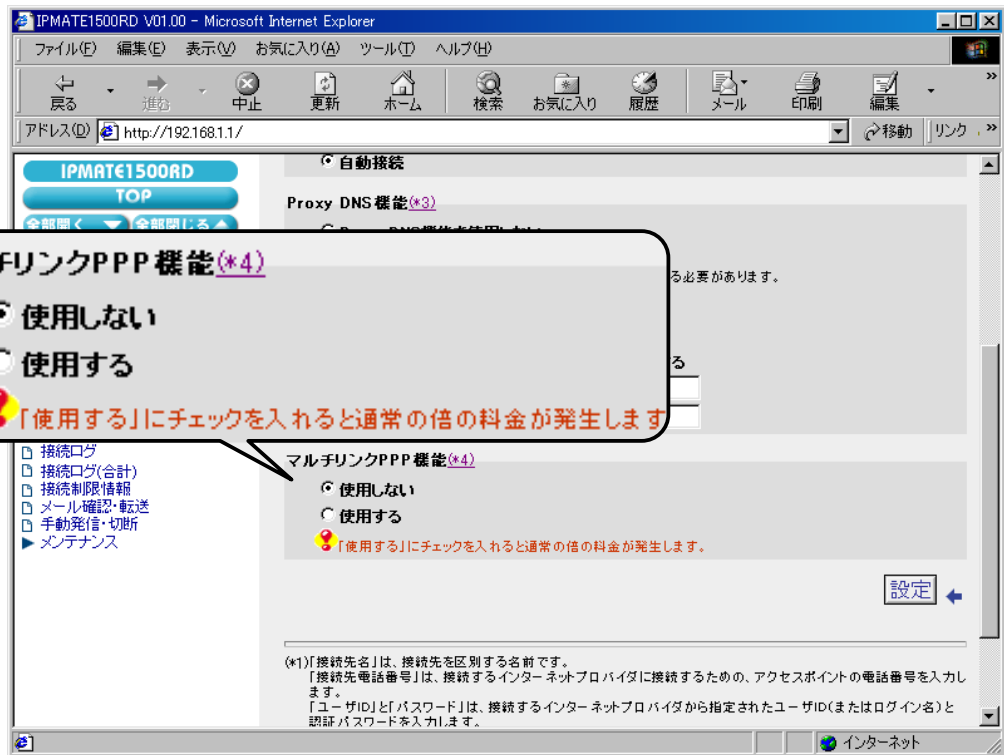 IPMATE1500RD V01.00 - Microsoft Internet Explorer
ファイル(F) 編集(E) 表示(V) お気に入り(A) ツール(T) ヘルプ(H)
戻る 進む 中止 更新 ホーム 検索 お気に入り 履歴 メール 印刷 編集 »
アドレス(D) http://192.168.1.1/ 移動 リンク »
IPMATE1500RD
TOP
全部開く 全部閉じる
自動接続
Proxy DNS機能(*3)
チリンクPPP機能(*4)
使用しない
使用する
「使用する」にチェックを入れると通常の倍の料金が発生します
る必要があります。
る
接続ログ
接続ログ(合計)
接続制限情報
メール確認・転送
手動発信・切断
メンテナンス
マルチリンクPPP機能(*4)
使用しない
使用する
「使用する」にチェックを入れると通常の倍の料金が発生します。
設定
(*1)「接続先名」は、接続先を区別する名前です。
「接続先電話番号」は、接続するインターネットプロバイダに接続するための、アクセスポイントの電話番号を入力し
ます。
「ユーザID」と「パスワード」は、接続するインターネットプロバイダから指定されたユーザID(またはログイン名)と
認証パスワードを入力します。
インターネット